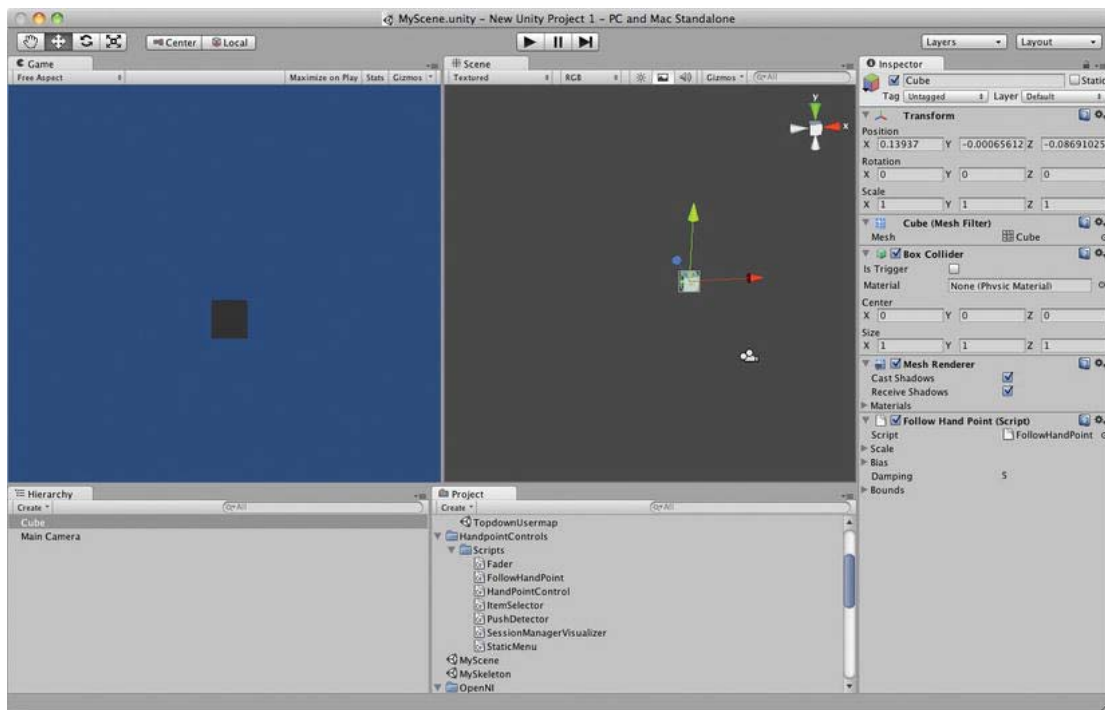 MyScene.unity – New Unity Project 1 – PC and Mac Standalone
Center Local Layers Layout
Game
Free Aspect Maximize on Play Stats Gizmos
Scene
Textured RGB Gizmos All
y
x
Inspector
Cube Static
Tag Untagged Layer Default
Transform
Position
X 0.13937 Y -0.00065612 Z -0.08691025
Rotation
X 0 Y 0 Z 0
Scale
X 1 Y 1 Z 1
Cube (Mesh Filter)
Mesh Cube
Box Collider
Is Trigger
Material None (Physic Material)
Center
X 0 Y 0 Z 0
Size
X 1 Y 1 Z 1
Mesh Renderer
Cast Shadows
Receive Shadows
Materials
Follow Hand Point (Script)
Script FollowHandPoint
Scale
Bias
Damping 5
Bounds
Hierarchy
Create All
Cube
Main Camera
Project
Create All
TopdownUsermap
HandpointControls
Scripts
Fader
FollowHandPoint
HandPointControl
ItemSelector
PushDetector
SessionManagerVisualizer
StaticMenu
MyScene
MySkeleton
OpenNI